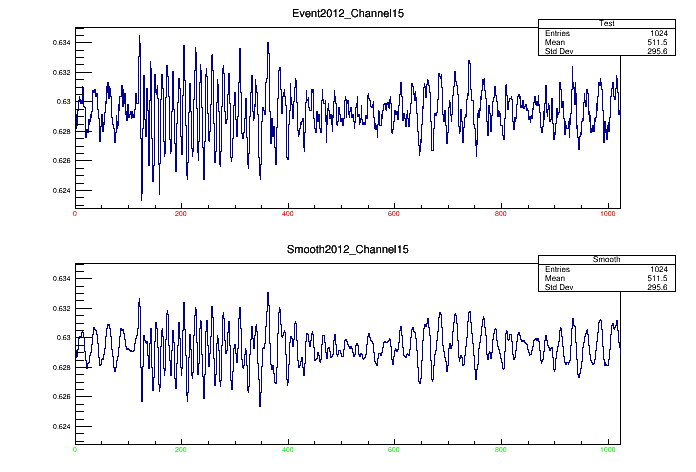 Event2012_Channel15
Test
Entries 1024
Mean 511.5
Std Dev 295.6
0.634
0.632
0.63
0.628
0.626
0.624
0 200 400 600 800 1000
Smooth2012_Channel15
Smooth
Entries 1024
Mean 511.5
Std Dev 295.6
0.634
0.632
0.63
0.628
0.626
0.624
0 200 400 600 800 1000